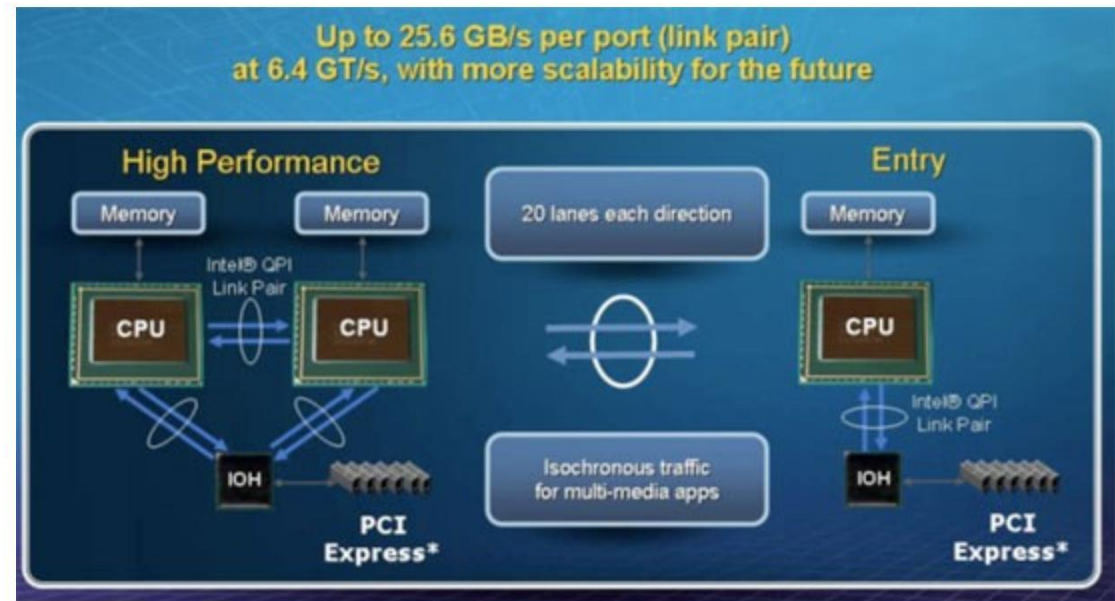 Up to 25.6 GB/s per port (link pair)
at 6.4 GT/s, with more scalability for the future
High Performance
Entry
Memory
Memory
20 lanes each direction
Memory
Intel® QPI
Link Pair
CPU
CPU
CPU
Intel® QPI
Link Pair
IOH
Isochronous traffic
for multi-media apps
IOH
PCI
Express*
PCI
Express*